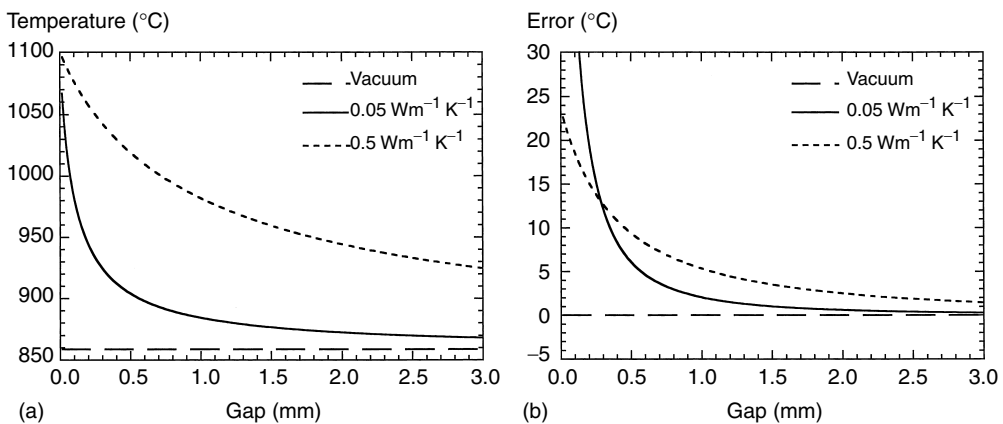 Temperature (°C)
1100
1050
1000
950
900
850
Vacuum
0.05 Wm⁻¹ K⁻¹
0.5 Wm⁻¹ K⁻¹
0.0 0.5 1.0 1.5 2.0 2.5 3.0
(a) Gap (mm)
Error (°C)
30
25
20
15
10
5
0
−5
Vacuum
0.05 Wm⁻¹ K⁻¹
0.5 Wm⁻¹ K⁻¹
0.0 0.5 1.0 1.5 2.0 2.5 3.0
(b) Gap (mm)